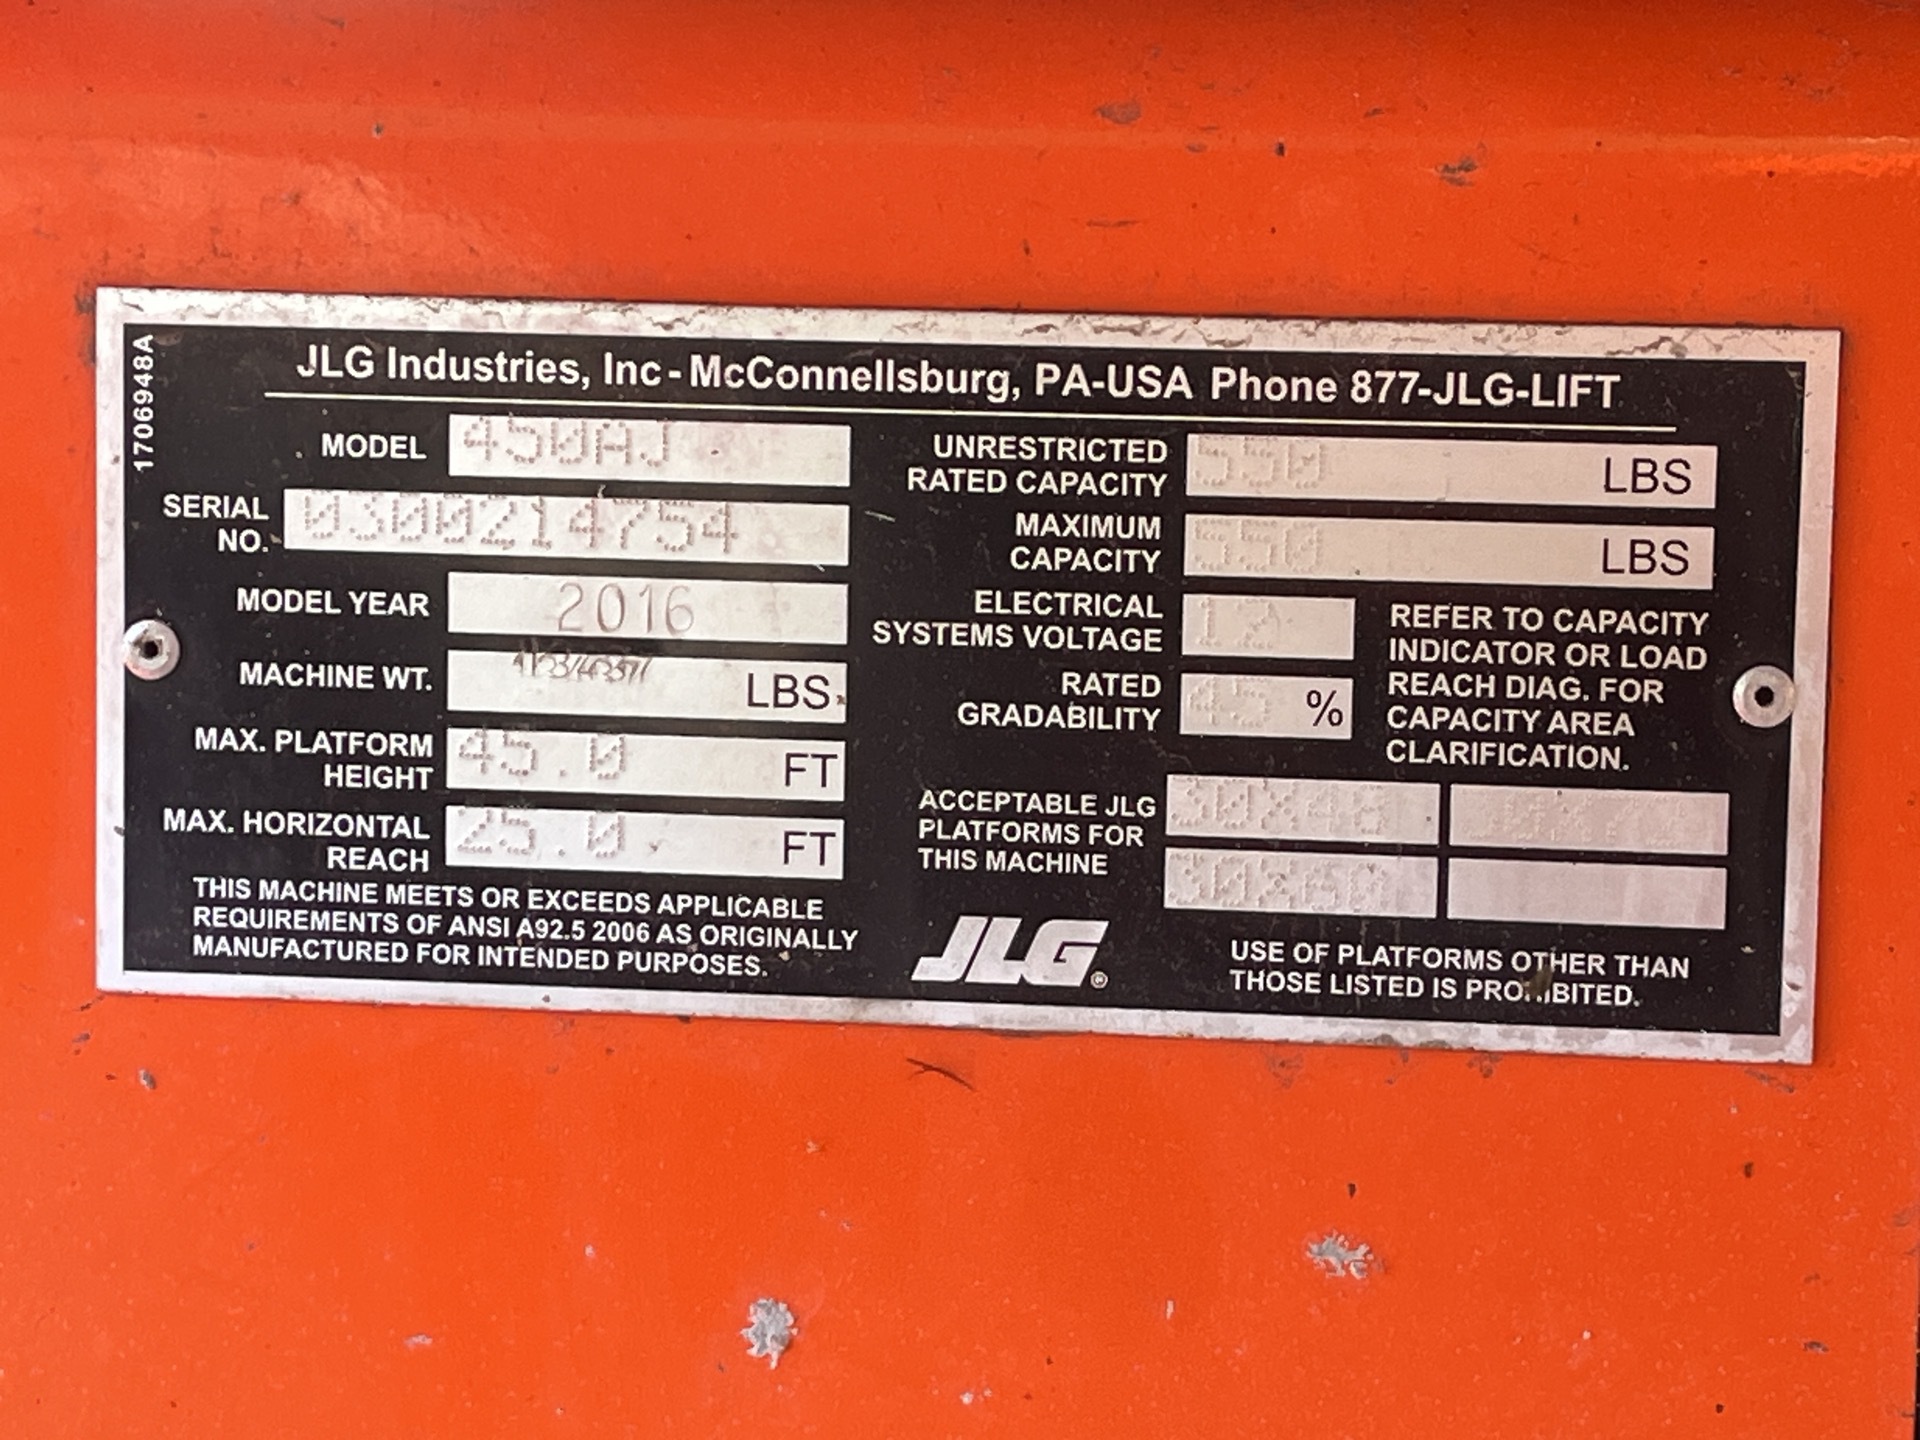 17069948A
JLG Industries, Inc - McConnellsburg, PA-USA Phone 877-JLG-LIFT
MODEL 450AJ
SERIAL
NO. 0300214754
MODEL YEAR 2016
MACHINE WT. LBS.
MAX. PLATFORM
HEIGHT 45.0 FT
MAX. HORIZONTAL
REACH 25.0 FT
THIS MACHINE MEETS OR EXCEEDS APPLICABLE
REQUIREMENTS OF ANSI A92.5 2006 AS ORIGINALLY
MANUFACTURED FOR INTENDED PURPOSES.
UNRESTRICTED
RATED CAPACITY 550 LBS
MAXIMUM
CAPACITY 550 LBS
ELECTRICAL
SYSTEMS VOLTAGE 12
RATED
GRADABILITY 45 %
REFER TO CAPACITY
INDICATOR OR LOAD
REACH DIAG. FOR
CAPACITY AREA
CLARIFICATION.
ACCEPTABLE JLG
PLATFORMS FOR
THIS MACHINE
30X48
30X60
JLG®
USE OF PLATFORMS OTHER THAN
THOSE LISTED IS PROHIBITED.